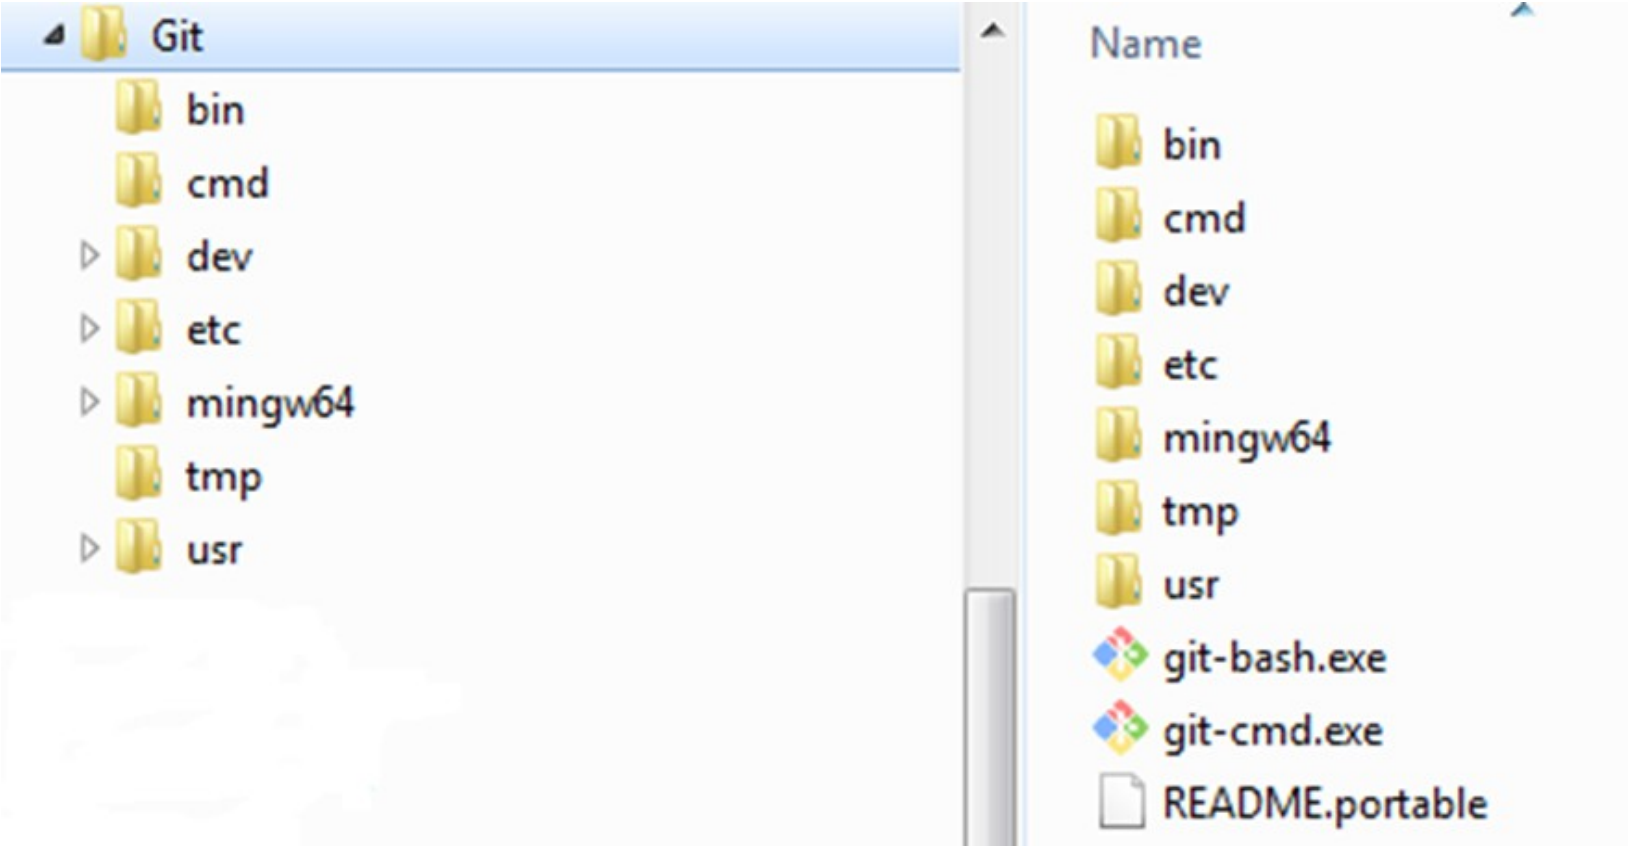 Git
bin
cmd
dev
etc
mingw64
tmp
usr
Name
bin
cmd
dev
etc
mingw64
tmp
usr
git-bash.exe
git-cmd.exe
README.portable